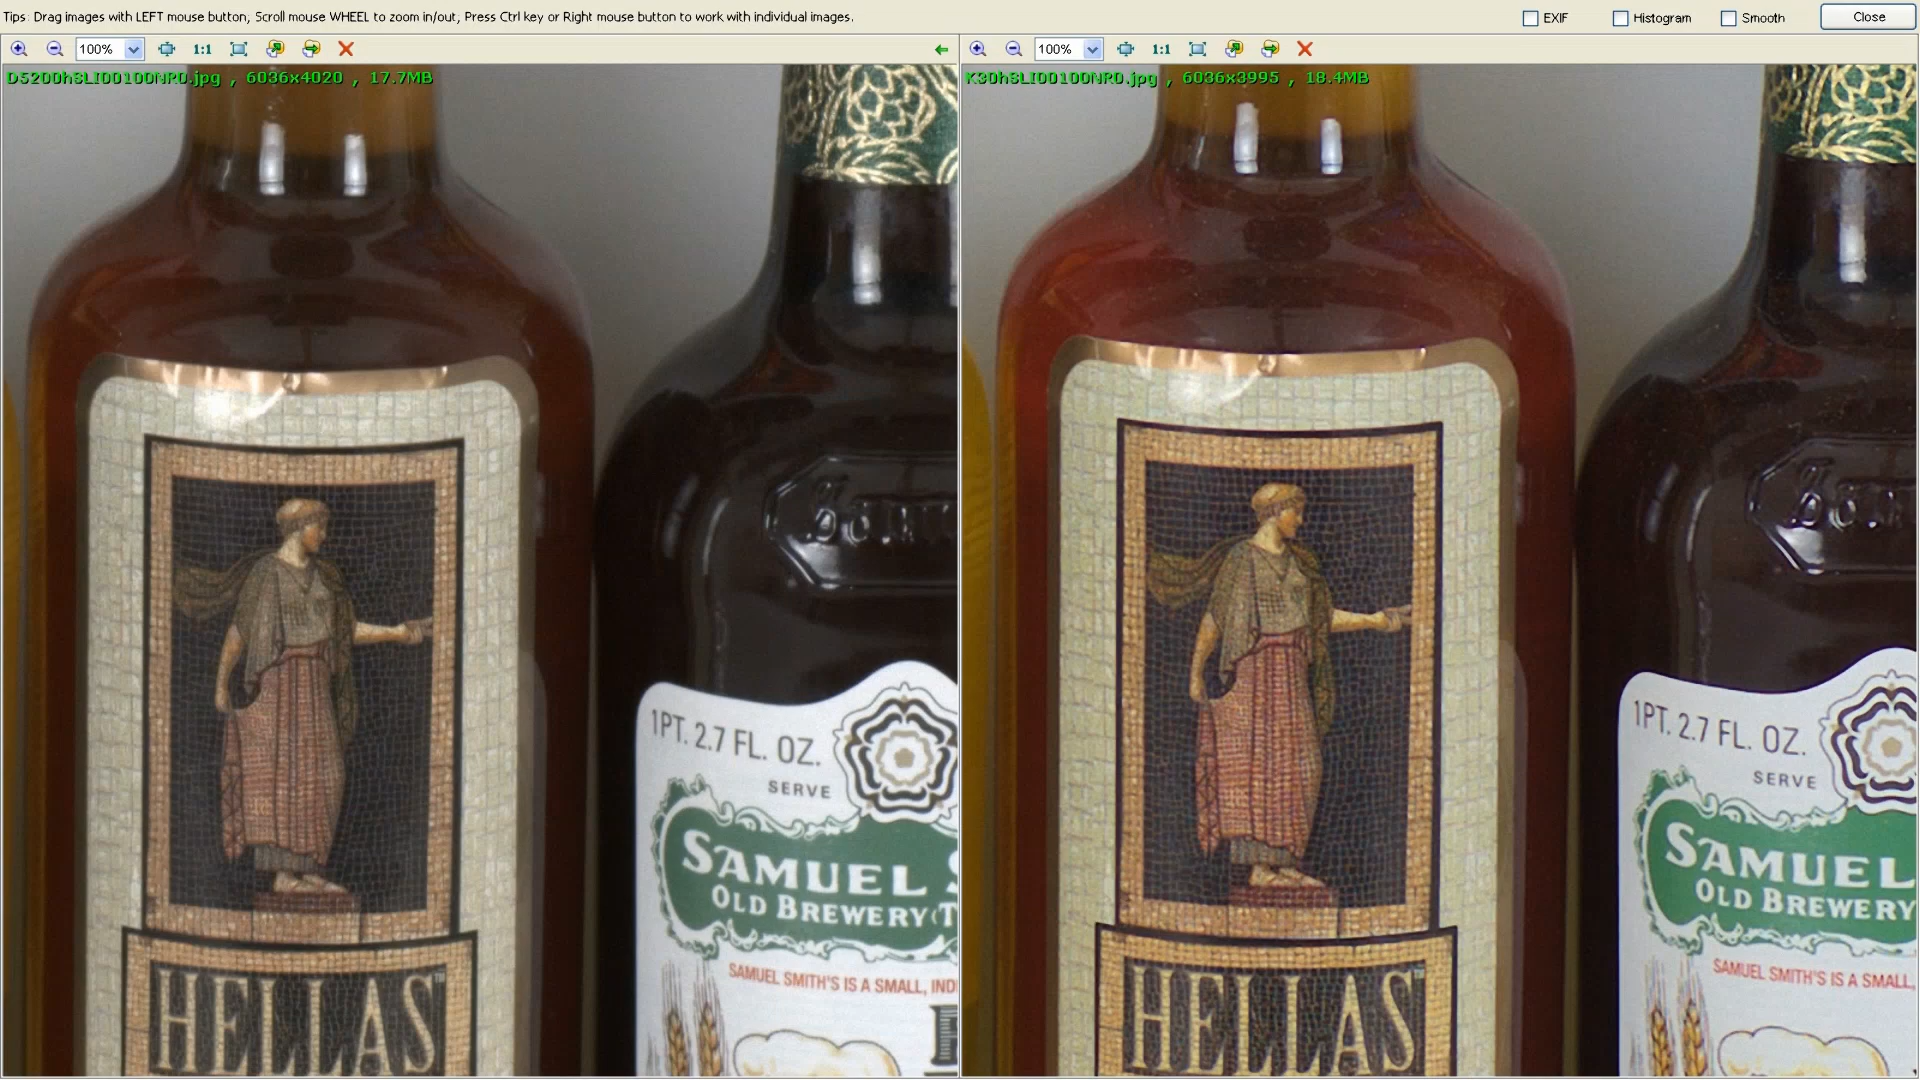 Tips: Drag images with LEFT mouse button, Scroll mouse WHEEL to zoom in/out, Press Ctrl key or Right mouse button to work with individual images.
EXIF
Histogram
Smooth
Close
100%
1:1
100%
1:1
D5200hSLI00100NR0.jpg , 6036x4020 , 17.7MB
K30hSLI00100NR0.jpg , 6036x3995 , 18.4MB
1PT. 2.7 FL. OZ.
SERVE
SAMUEL S
OLD BREWERY (T
SAMUEL SMITH'S IS A SMALL, IND
HELLAS™
1PT. 2.7 FL. OZ.
SERVE
SAMUEL
OLD BREWERY
SAMUEL SMITH'S IS A SMALL,
HELLAS™